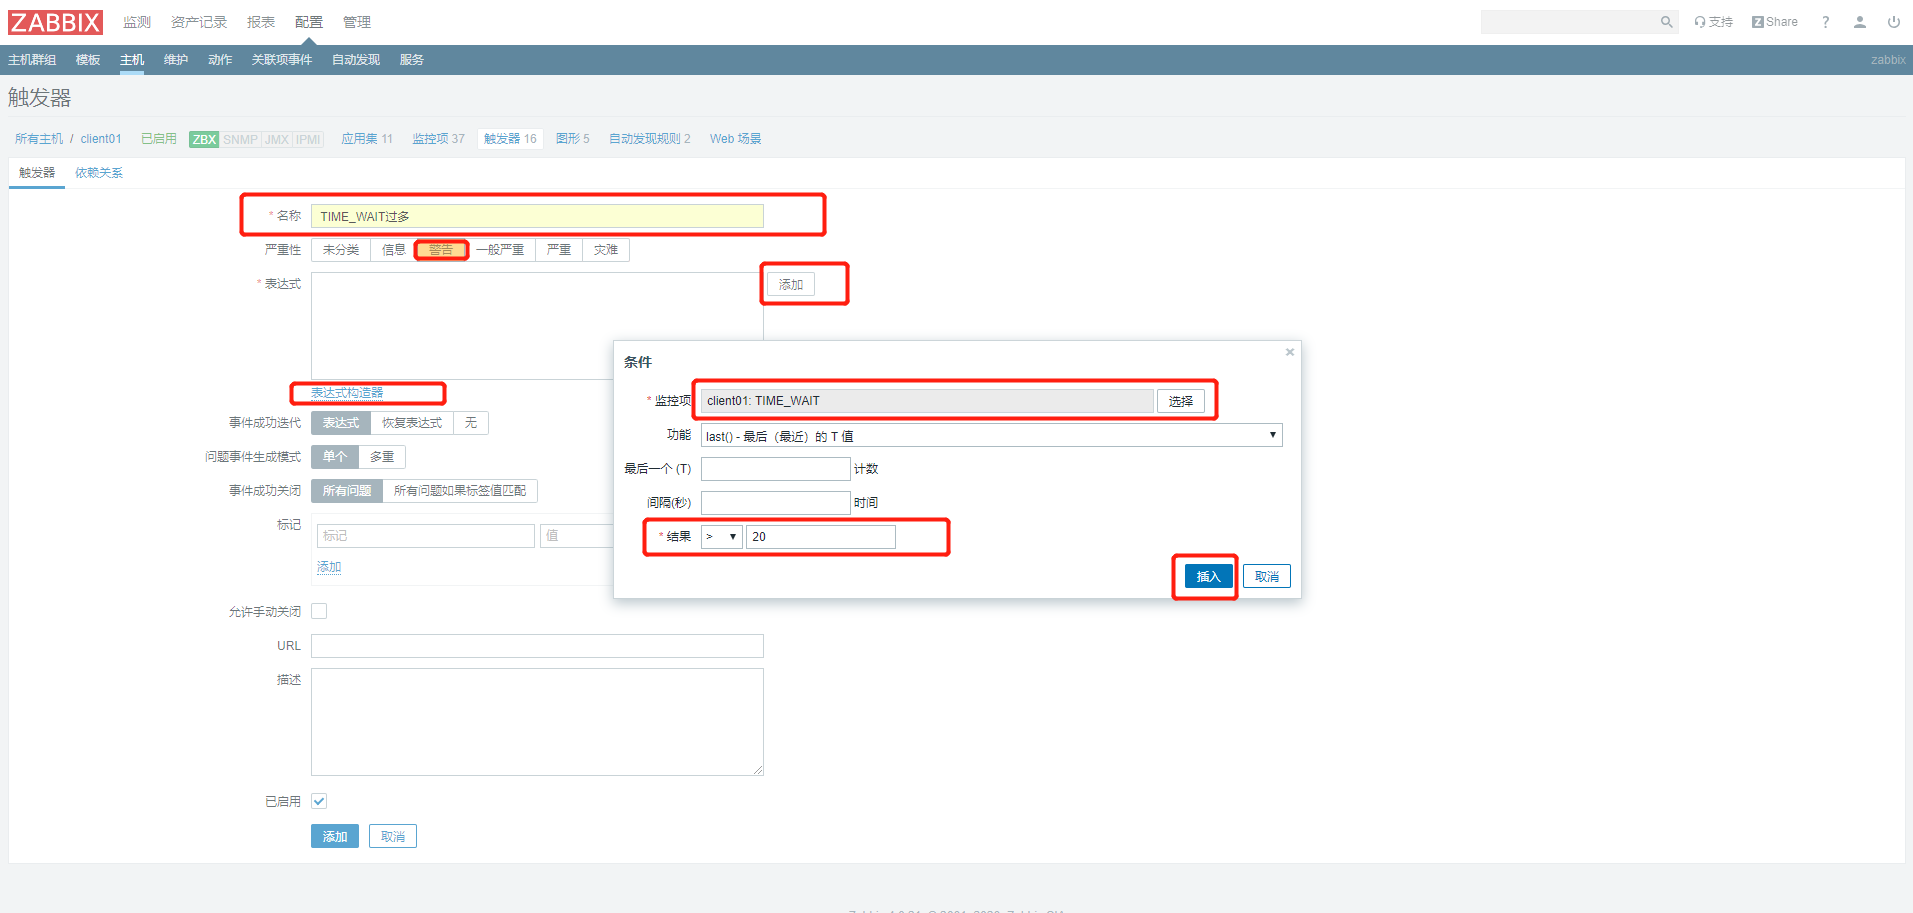 ZABBIX 监测 资产记录 报表 配置 管理 支持 Z Share ?
主机群组 模板 主机 维护 动作 关联项事件 自动发现 服务 zabbix
触发器
所有主机 / client01 已启用 ZBX SNMP JMX IPMI 应用集 11 监控项 37 触发器 16 图形 5 自动发现规则 2 Web 场景
触发器 依赖关系
* 名称 TIME_WAIT过多
严重性 未分类 信息 警告 一般严重 严重 灾难
* 表达式 添加
条件
* 监控项 client01: TIME_WAIT 选择
功能 last() - 最后（最近）的 T 值
最后一个 (T) 计数
间隔(秒) 时间
* 结果 > 20
插入 取消
表达式构造器
事件成功迭代 表达式 恢复表达式 无
问题事件生成模式 单个 多重
事件成功关闭 所有问题 所有问题如果标签值匹配
标记 标记 值
添加
允许手动关闭
URL
描述
已启用
添加 取消